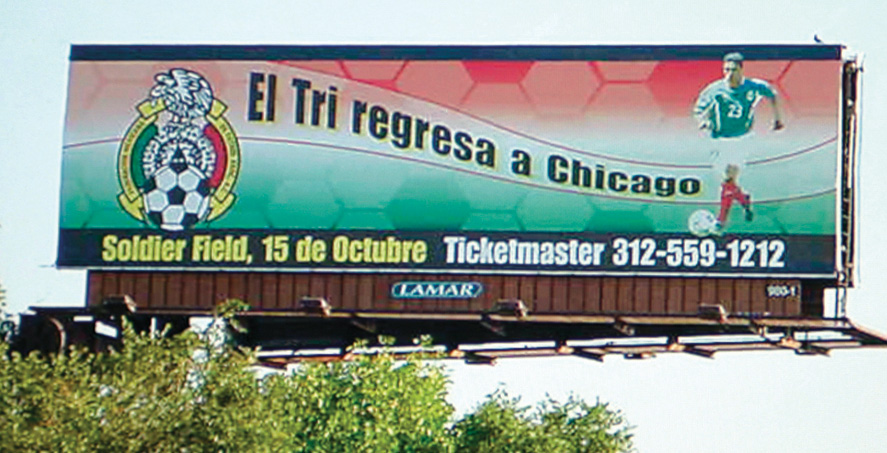 El Tri regresa a Chicago
23
Soldier Field, 15 de Octubre Ticketmaster 312-559-1212
LAMAR